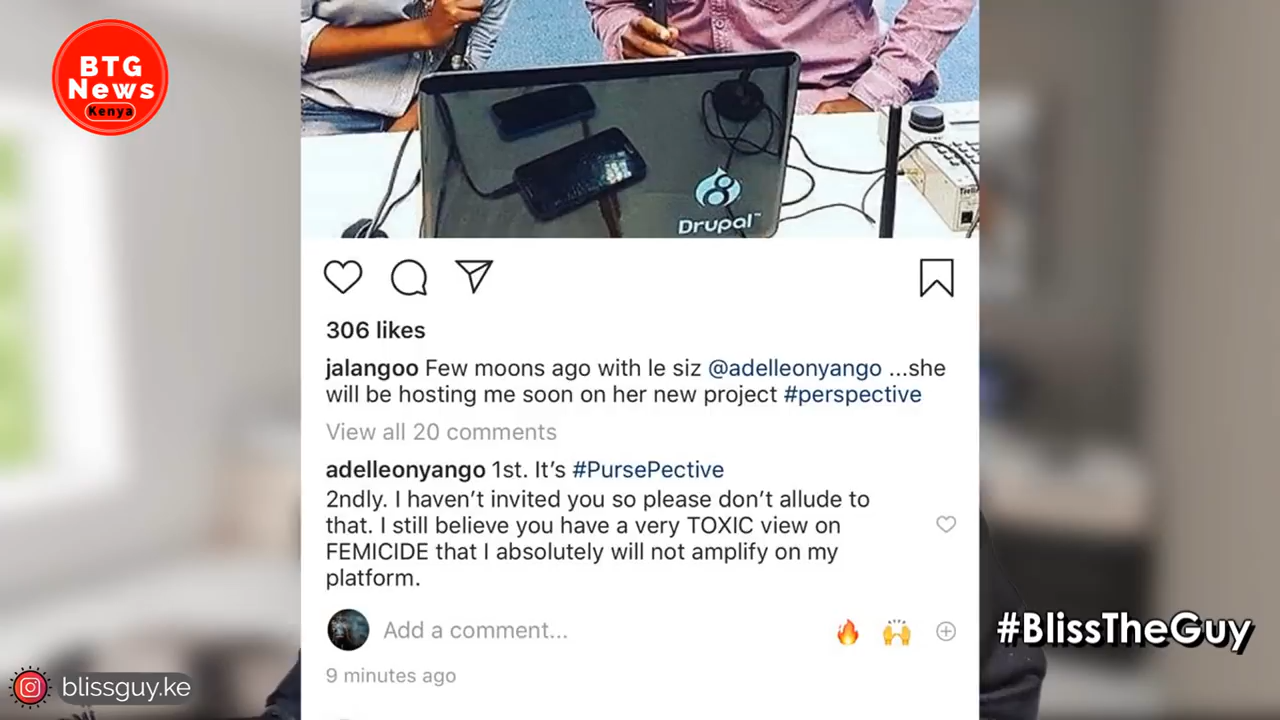 BTG
News
Kenya
Drupal™
306 likes
jalangoo Few moons ago with le siz @adelleonyango ...she
will be hosting me soon on her new project #perspective
View all 20 comments
adelleonyango 1st. It's #PursePective
2ndly. I haven't invited you so please don't allude to
that. I still believe you have a very TOXIC view on
FEMICIDE that I absolutely will not amplify on my
platform.
Add a comment...
9 minutes ago
#BlissTheGuy
blissguy.ke